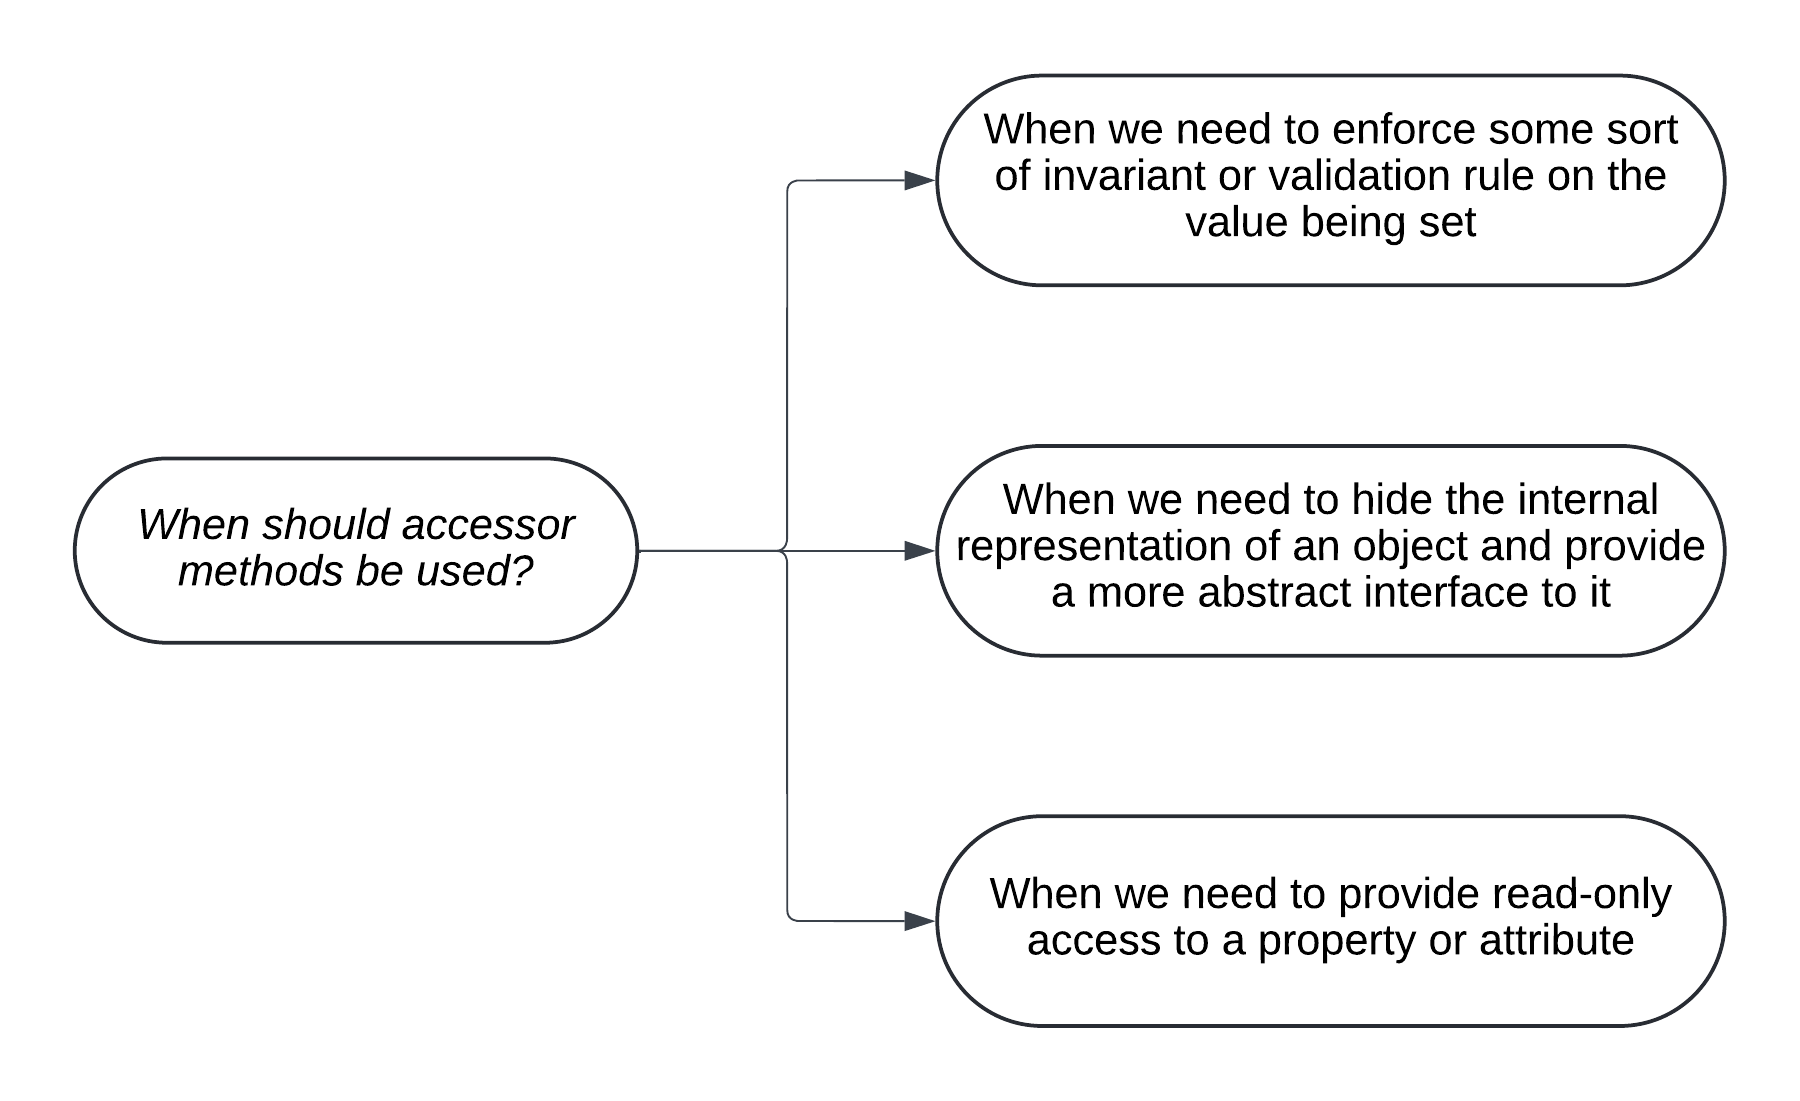 When should accessor
methods be used?
When we need to enforce some sort
of invariant or validation rule on the
value being set
When we need to hide the internal
representation of an object and provide
a more abstract interface to it
When we need to provide read-only
access to a property or attribute